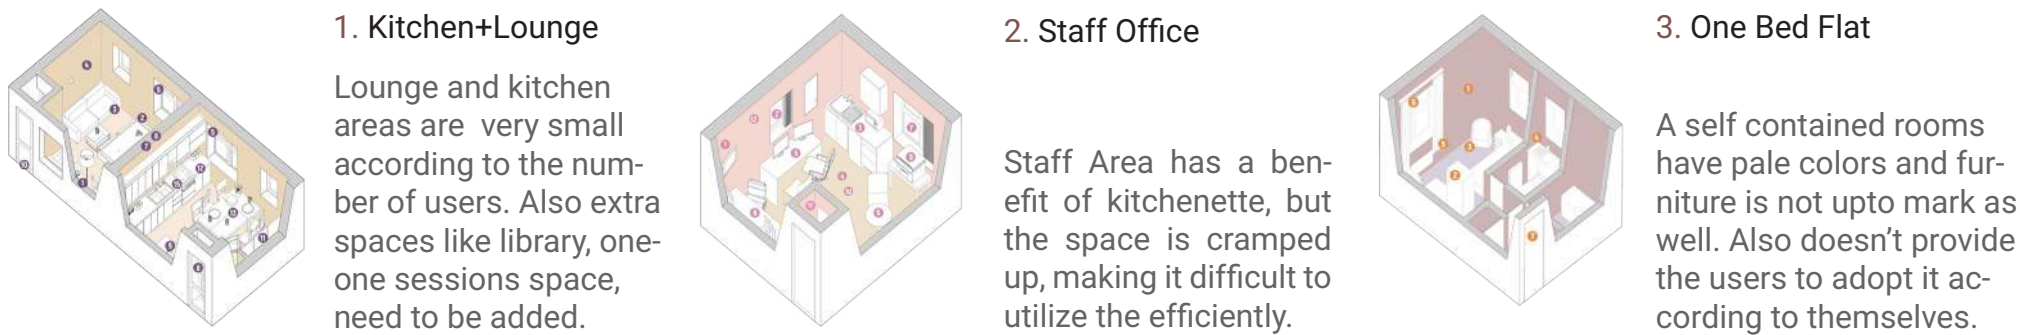 1. Kitchen+Lounge
Lounge and kitchen
areas are very small
according to the num-
ber of users. Also extra
spaces like library, one-
one sessions space,
need to be added.
2. Staff Office
Staff Area has a ben-
efit of kitchenette, but
the space is cramped
up, making it difficult to
utilize the efficiently.
3. One Bed Flat
A self contained rooms
have pale colors and fur-
niture is not upto mark as
well. Also doesn't provide
the users to adopt it ac-
cording to themselves.